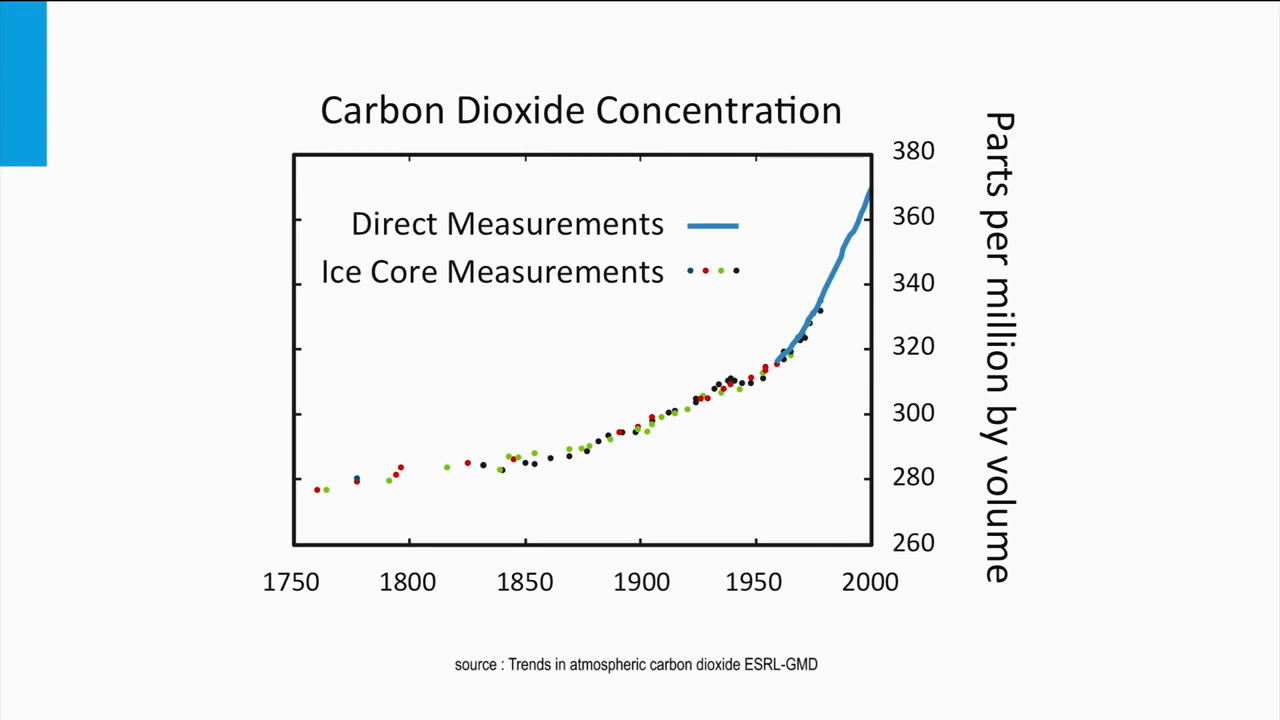 Carbon Dioxide Concentration
Direct Measurements
Ice Core Measurements
380
360
340
320
300
280
260
Parts per million by volume
1750 1800 1850 1900 1950 2000
source : Trends in atmospheric carbon dioxide ESRL-GMD